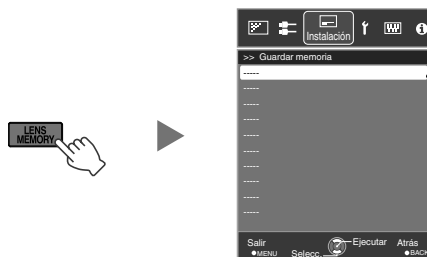 LENS
MEMORY
Instalación
>> Guardar memoria
-----
-----
-----
-----
-----
-----
-----
-----
-----
-----
Salir
Ejecutar
Atrás
●MENU
Selecc.
●BACK